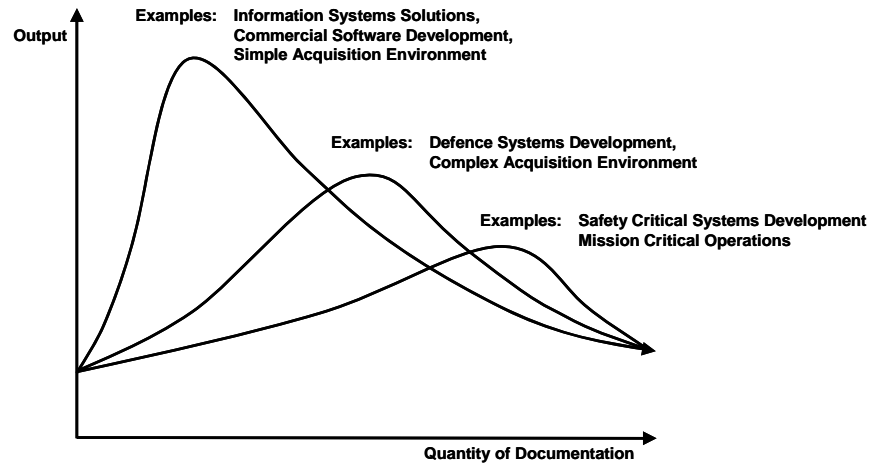 Examples: Information Systems Solutions,
Commercial Software Development,
Simple Acquisition Environment
Output
Examples: Defence Systems Development,
Complex Acquisition Environment
Examples: Safety Critical Systems Development
Mission Critical Operations
Quantity of Documentation